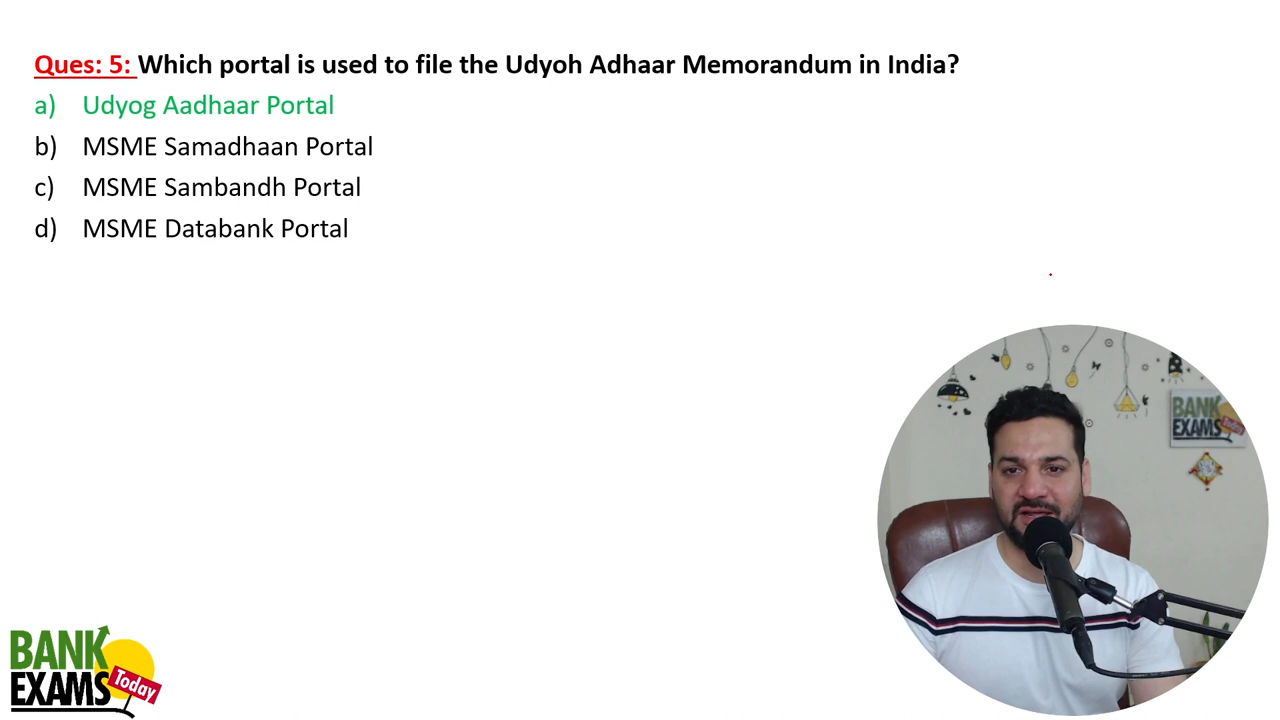 Ques: 5: Which portal is used to file the Udyoh Adhaar Memorandum in India?
a) Udyog Aadhaar Portal
b) MSME Samadhaan Portal
c) MSME Sambandh Portal
d) MSME Databank Portal
BANK
EXAMS
Today
BANK
EXAMS
Today